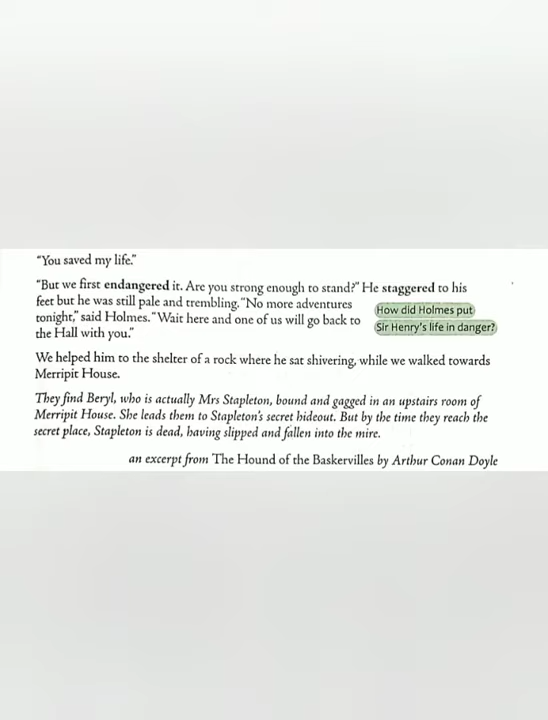 "You saved my life."
"But we first endangered it. Are you strong enough to stand?" He staggered to his
feet but he was still pale and trembling. "No more adventures
tonight," said Holmes. "Wait here and one of us will go back to
the Hall with you."
How did Holmes put
Sir Henry's life in danger?
We helped him to the shelter of a rock where he sat shivering, while we walked towards
Merripit House.
They find Beryl, who is actually Mrs Stapleton, bound and gagged in an upstairs room of
Merripit House. She leads them to Stapleton's secret hideout. But by the time they reach the
secret place, Stapleton is dead, having slipped and fallen into the mire.
an excerpt from The Hound of the Baskervilles by Arthur Conan Doyle